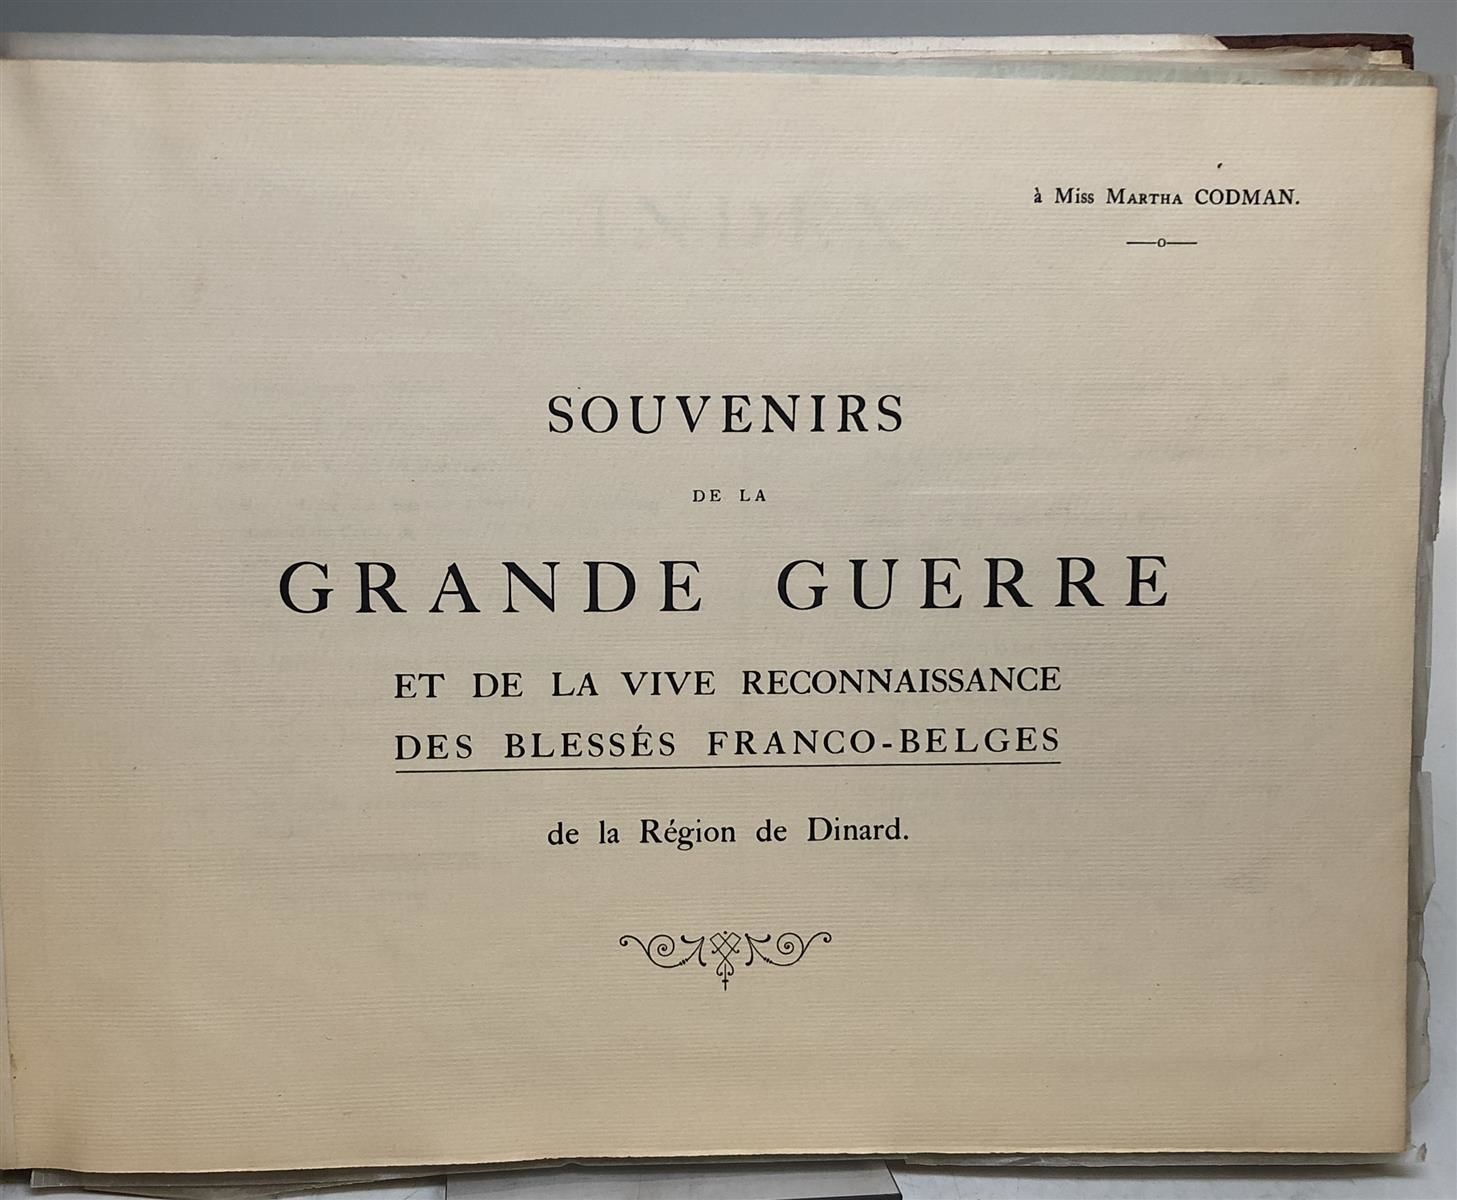 à Miss MARTHA CODMAN.
SOUVENIRS
DE LA
GRANDE GUERRE
ET DE LA VIVE RECONNAISSANCE
DES BLESSÉS FRANCO-BELGES
de la Région de Dinard.